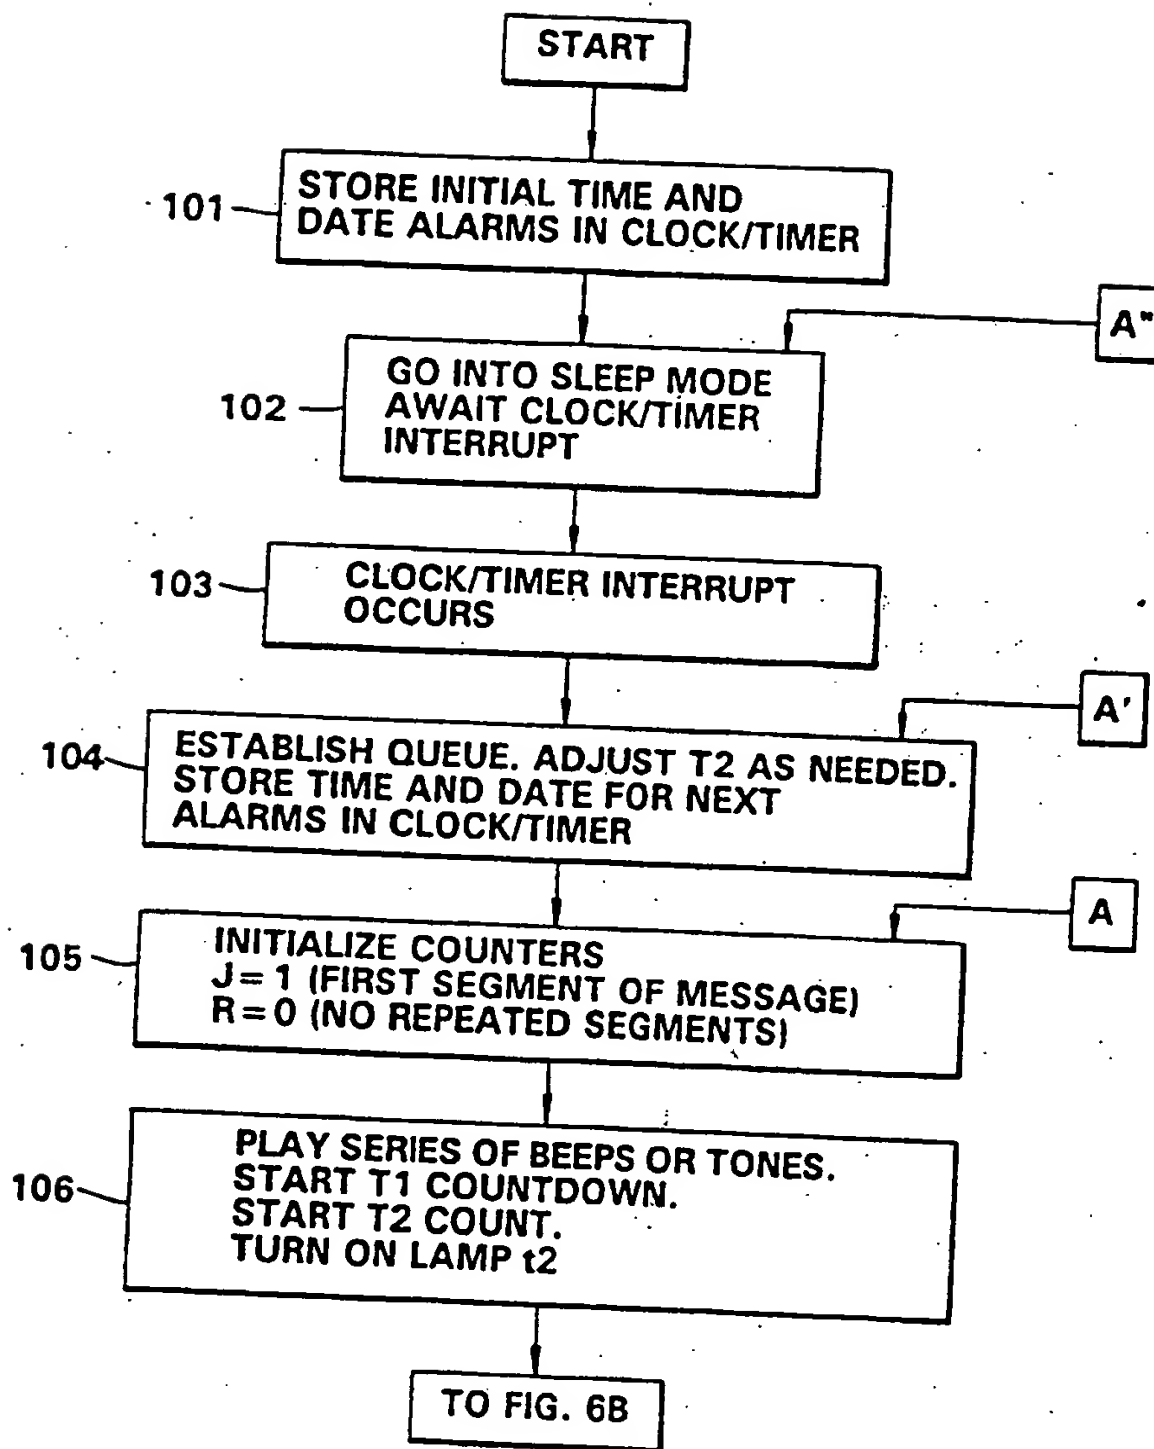 START
101
STORE INITIAL TIME AND
DATE ALARMS IN CLOCK/TIMER
A"
102
GO INTO SLEEP MODE
AWAIT CLOCK/TIMER
INTERRUPT
103
CLOCK/TIMER INTERRUPT
OCCURS
A'
104
ESTABLISH QUEUE. ADJUST T2 AS NEEDED.
STORE TIME AND DATE FOR NEXT
ALARMS IN CLOCK/TIMER
A
105
INITIALIZE COUNTERS
J=1 (FIRST SEGMENT OF MESSAGE)
R=0 (NO REPEATED SEGMENTS)
106
PLAY SERIES OF BEEPS OR TONES.
START T1 COUNTDOWN.
START T2 COUNT.
TURN ON LAMP t2
TO FIG. 6B